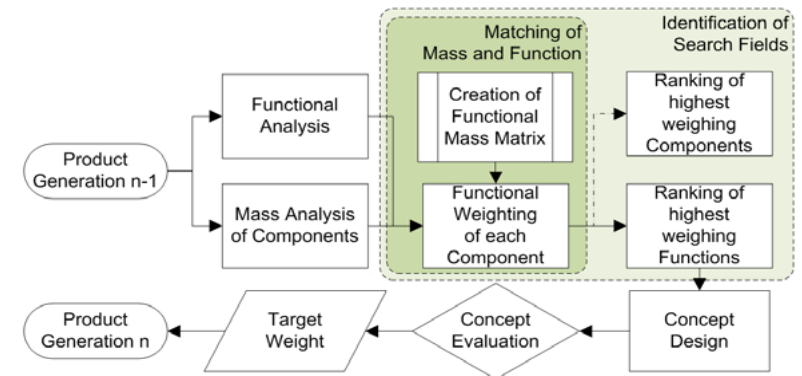 Identification of
Search Fields
Matching of
Mass and Function
Creation of
Functional
Mass Matrix
Ranking of
highest
weighing
Components
Functional
Analysis
Product
Generation n-1
Mass Analysis
of Components
Functional
Weighting
of each
Component
Ranking of
highest
weighing
Functions
Product
Generation n
Target
Weight
Concept
Evaluation
Concept
Design